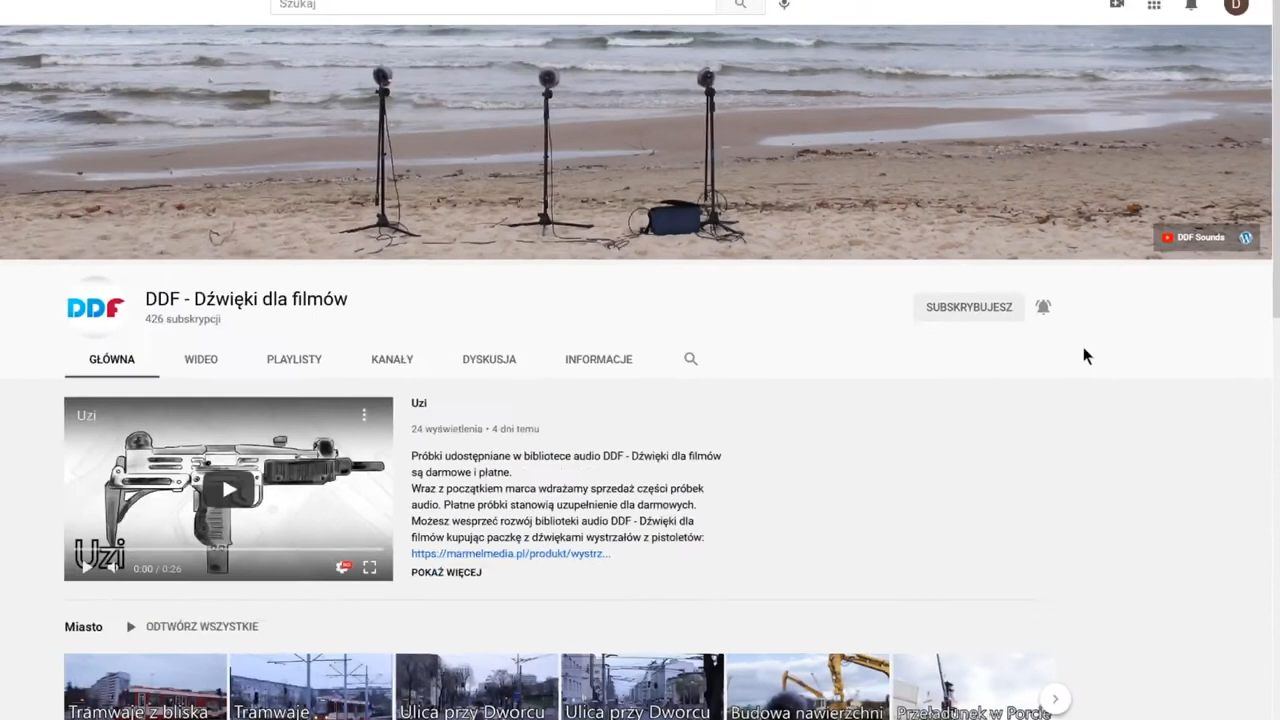 Szukaj
D
DDF Sounds
DDF
DDF - Dźwięki dla filmów
426 subskrypcji
SUBSKRYBUJESZ
GŁÓWNA
WIDEO
PLAYLISTY
KANAŁY
DYSKUSJA
INFORMACJE
Uzi
Uzi
0:00 / 0:26
Uzi
24 wyświetlenia • 4 dni temu
Próbki udostępniane w bibliotece audio DDF - Dźwięki dla filmów
są darmowe i płatne.
Wraz z początkiem marca wdrażamy sprzedaż części próbek
audio. Płatne próbki stanowią uzupełnienie dla darmowych.
Możesz wesprzeć rozwój biblioteki audio DDF - Dźwięki dla
filmów kupując paczkę z dźwiękami wystrzałów z pistoletów:
https://marmelmedia.pl/produkt/wystrz...
POKAŻ WIĘCEJ
Miasto
ODTWÓRZ WSZYSTKIE
Tramwaje z bliska
Tramwaje
Ulica przy Dworcu
Ulica przy Dworcu
Budowa nawierzchni
Przeładunek w Porcie